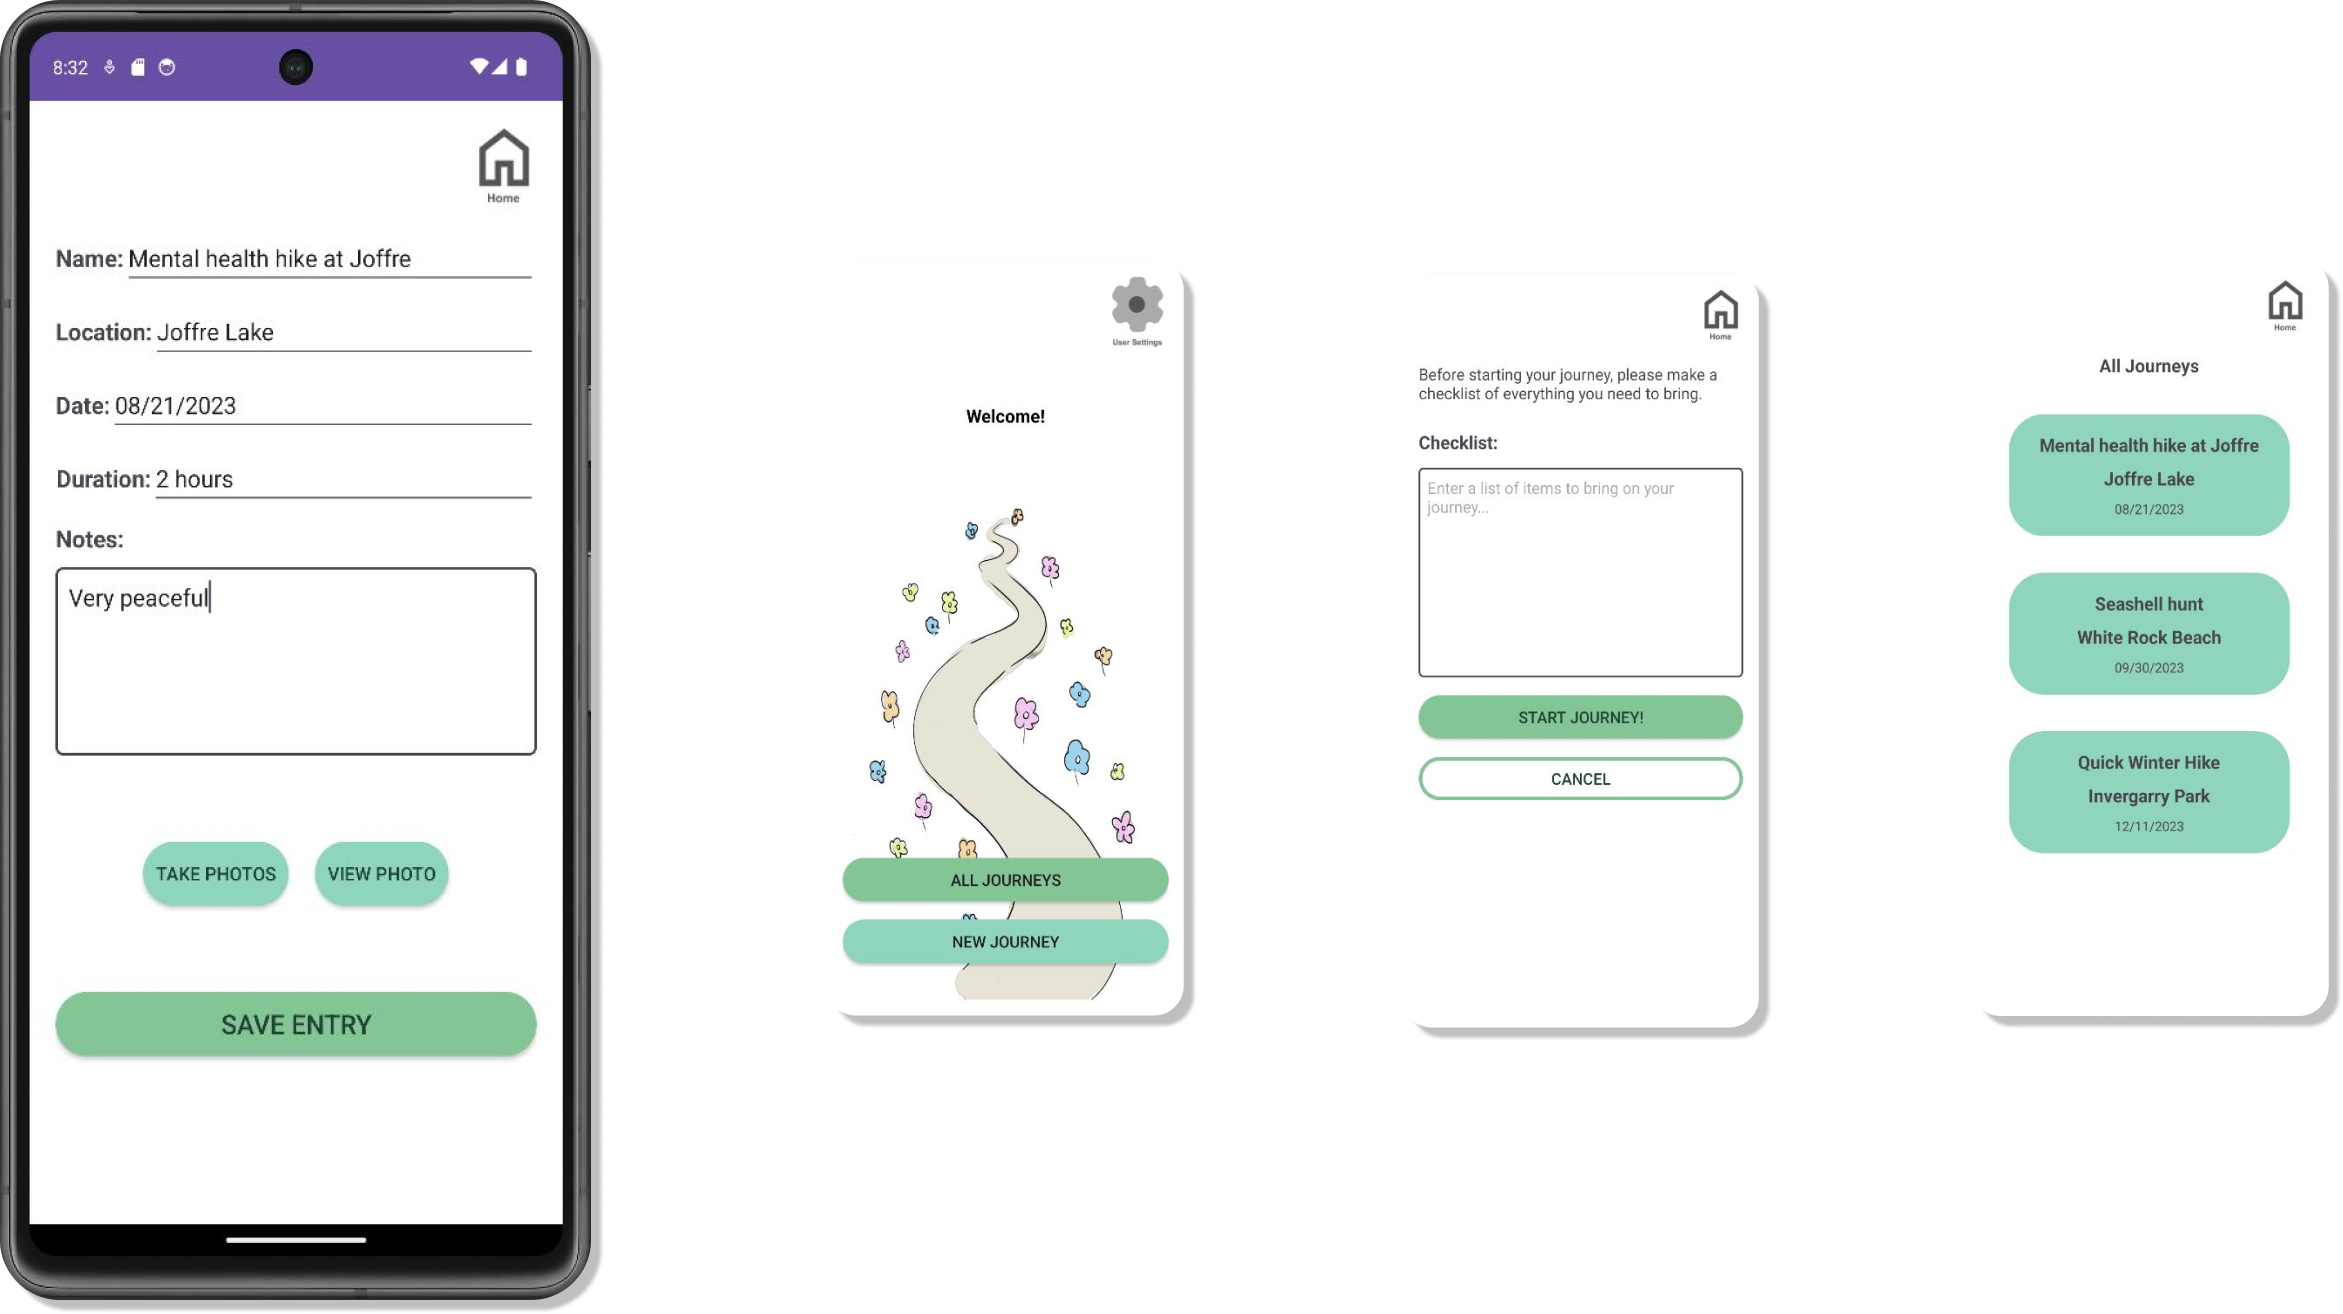 8:32
Home
Name: Mental health hike at Joffre
Location: Joffre Lake
Date: 08/21/2023
Duration: 2 hours
Notes:
Very peaceful
TAKE PHOTOS
VIEW PHOTO
SAVE ENTRY
User Settings
Welcome!
ALL JOURNEYS
NEW JOURNEY
Home
Before starting your journey, please make a
checklist of everything you need to bring.
Checklist:
Enter a list of items to bring on your
journey...
START JOURNEY!
CANCEL
Home
All Journeys
Mental health hike at Joffre
Joffre Lake
08/21/2023
Seashell hunt
White Rock Beach
09/30/2023
Quick Winter Hike
Invergarry Park
12/11/2023